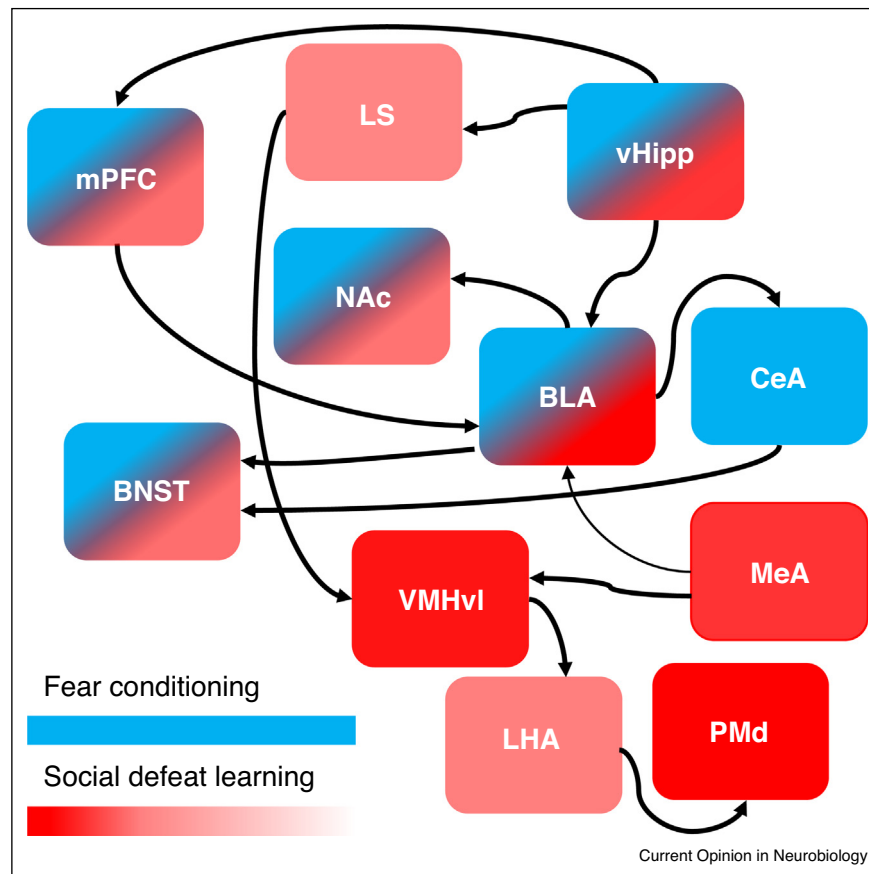 LS
vHipp
mPFC
NAc
BLA
CeA
BNST
MeA
VMHvl
Fear conditioning
LHA
PMd
Social defeat learning
Current Opinion in Neurobiology